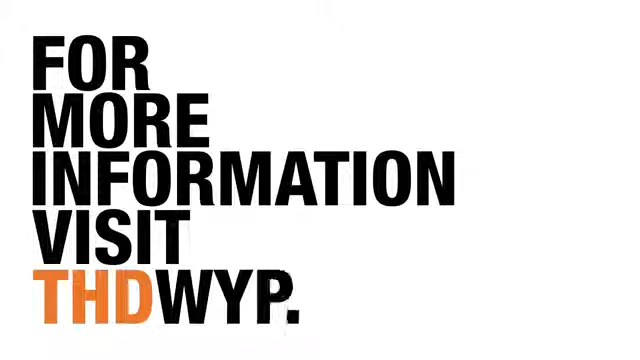 FOR
MORE
INFORMATION
VISIT
THDWYP.